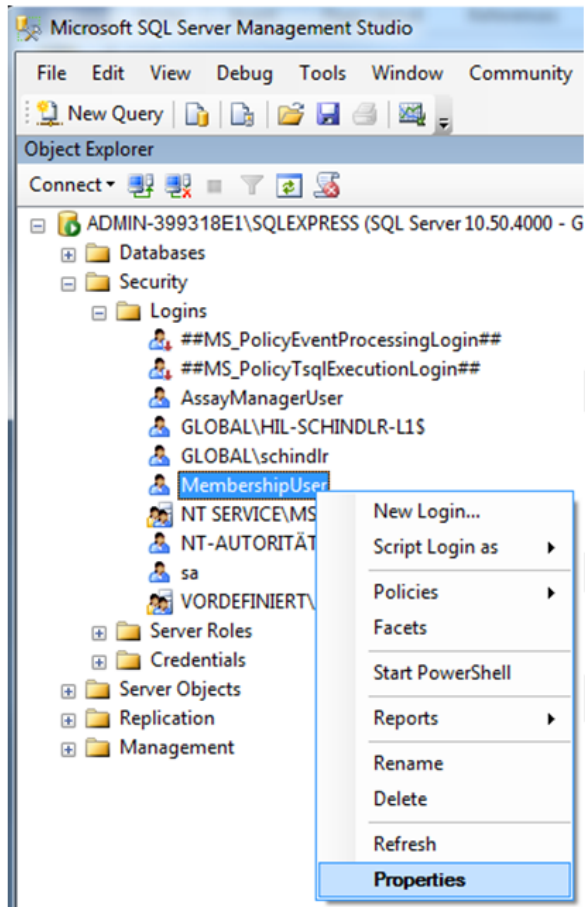 Microsoft SQL Server Management Studio
File Edit View Debug Tools Window Community
New Query
Object Explorer
Connect
ADMIN-399318E1\SQLEXPRESS (SQL Server 10.50.4000 - G
Databases
Security
Logins
##MS_PolicyEventProcessingLogin##
##MS_PolicyTsqlExecutionLogin##
AssayManagerUser
GLOBAL\HIL-SCHINDLR-L1$
GLOBAL\schindlr
MembershipUser
NT SERVICE\MS
NT-AUTORITÄT
sa
VORDEFINIERT\
Server Roles
Credentials
Server Objects
Replication
Management
New Login...
Script Login as
Policies
Facets
Start PowerShell
Reports
Rename
Delete
Refresh
Properties